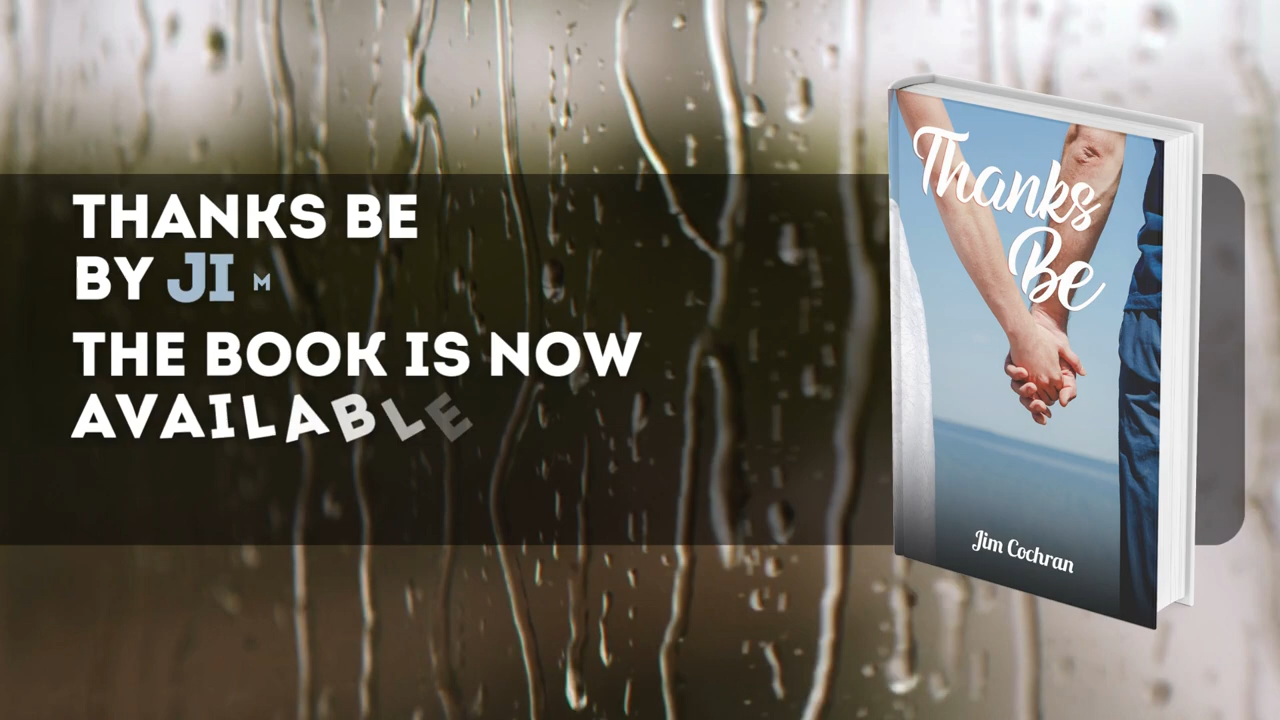 THANKS BE
BY JI M
THE BOOK IS NOW
AVAILABLE
Thanks
Be
Jim Cochran